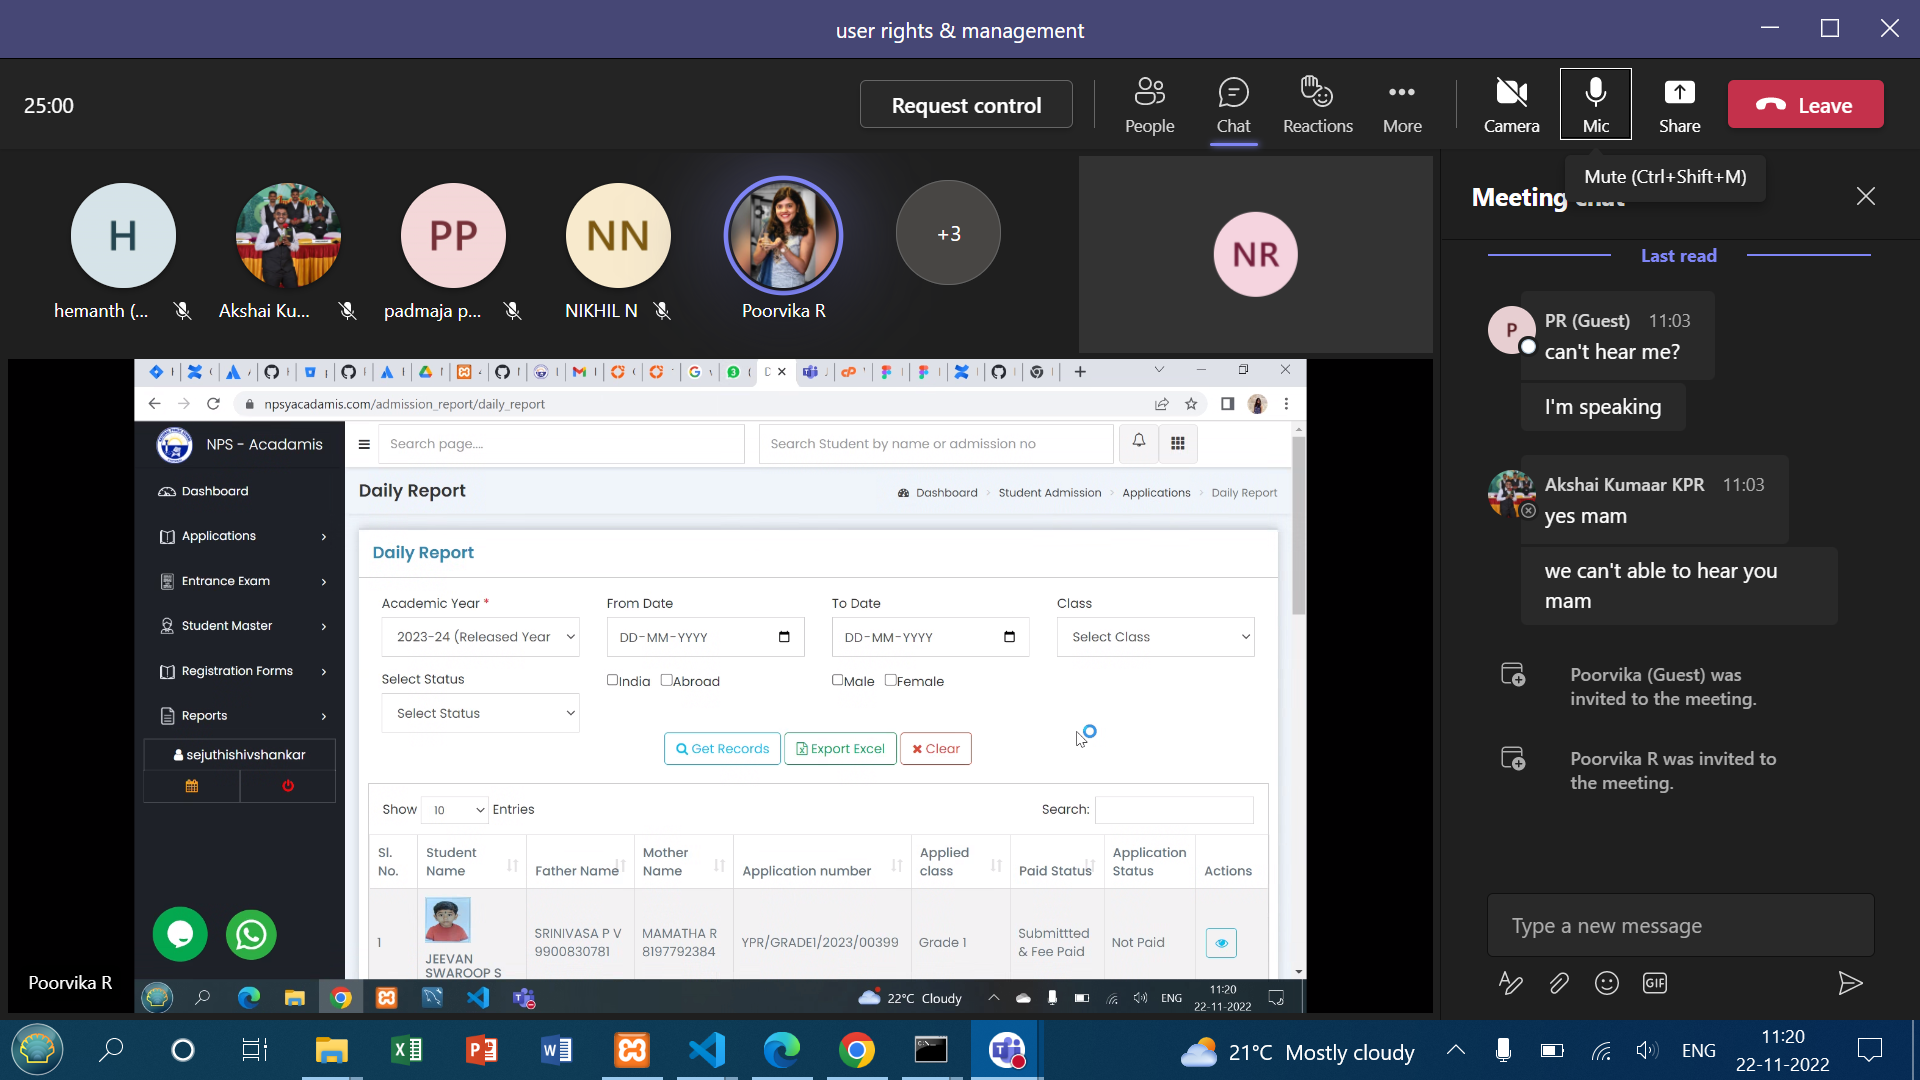 user rights & management
25:00
Request control
People
Chat
Reactions
More
Camera
Mic
Share
Leave
Mute (Ctrl+Shift+M)
H
PP
NN
+3
NR
hemanth (...
Akshai Ku...
padmaja p...
NIKHIL N
Poorvika R
Meeting chat
Last read
P
PR (Guest) 11:03
can't hear me?
I'm speaking
Akshai Kumaar KPR 11:03
yes mam
we can't able to hear you
mam
Poorvika (Guest) was
invited to the meeting.
Poorvika R was invited to
the meeting.
Type a new message
GIF
npsyacadamis.com/admission_report/daily_report
NPS - Acadamis
Search page....
Search Student by name or admission no
Dashboard
Applications
Entrance Exam
Student Master
Registration Forms
Reports
sejuthishivshankar
Daily Report
Dashboard
Student Admission
Applications
Daily Report
Daily Report
Academic Year *
From Date
To Date
Class
2023-24 (Released Year
DD-MM-YYYY
DD-MM-YYYY
Select Class
Select Status
India
Abroad
Male
Female
Select Status
Get Records
Export Excel
Clear
Show 10 Entries
Search:
Sl. No.
Student Name
Father Name
Mother Name
Application number
Applied class
Paid Status
Application Status
Actions
1
JEEVAN
SWAROOP S
SRINIVASA P V
9900830781
MAMATHA R
8197792384
YPR/GRADE1/2023/00399
Grade 1
Submittted
& Fee Paid
Not Paid
Poorvika R
22°C Cloudy
ENG
11:20
22-11-2022
21°C Mostly cloudy
ENG
11:20
22-11-2022